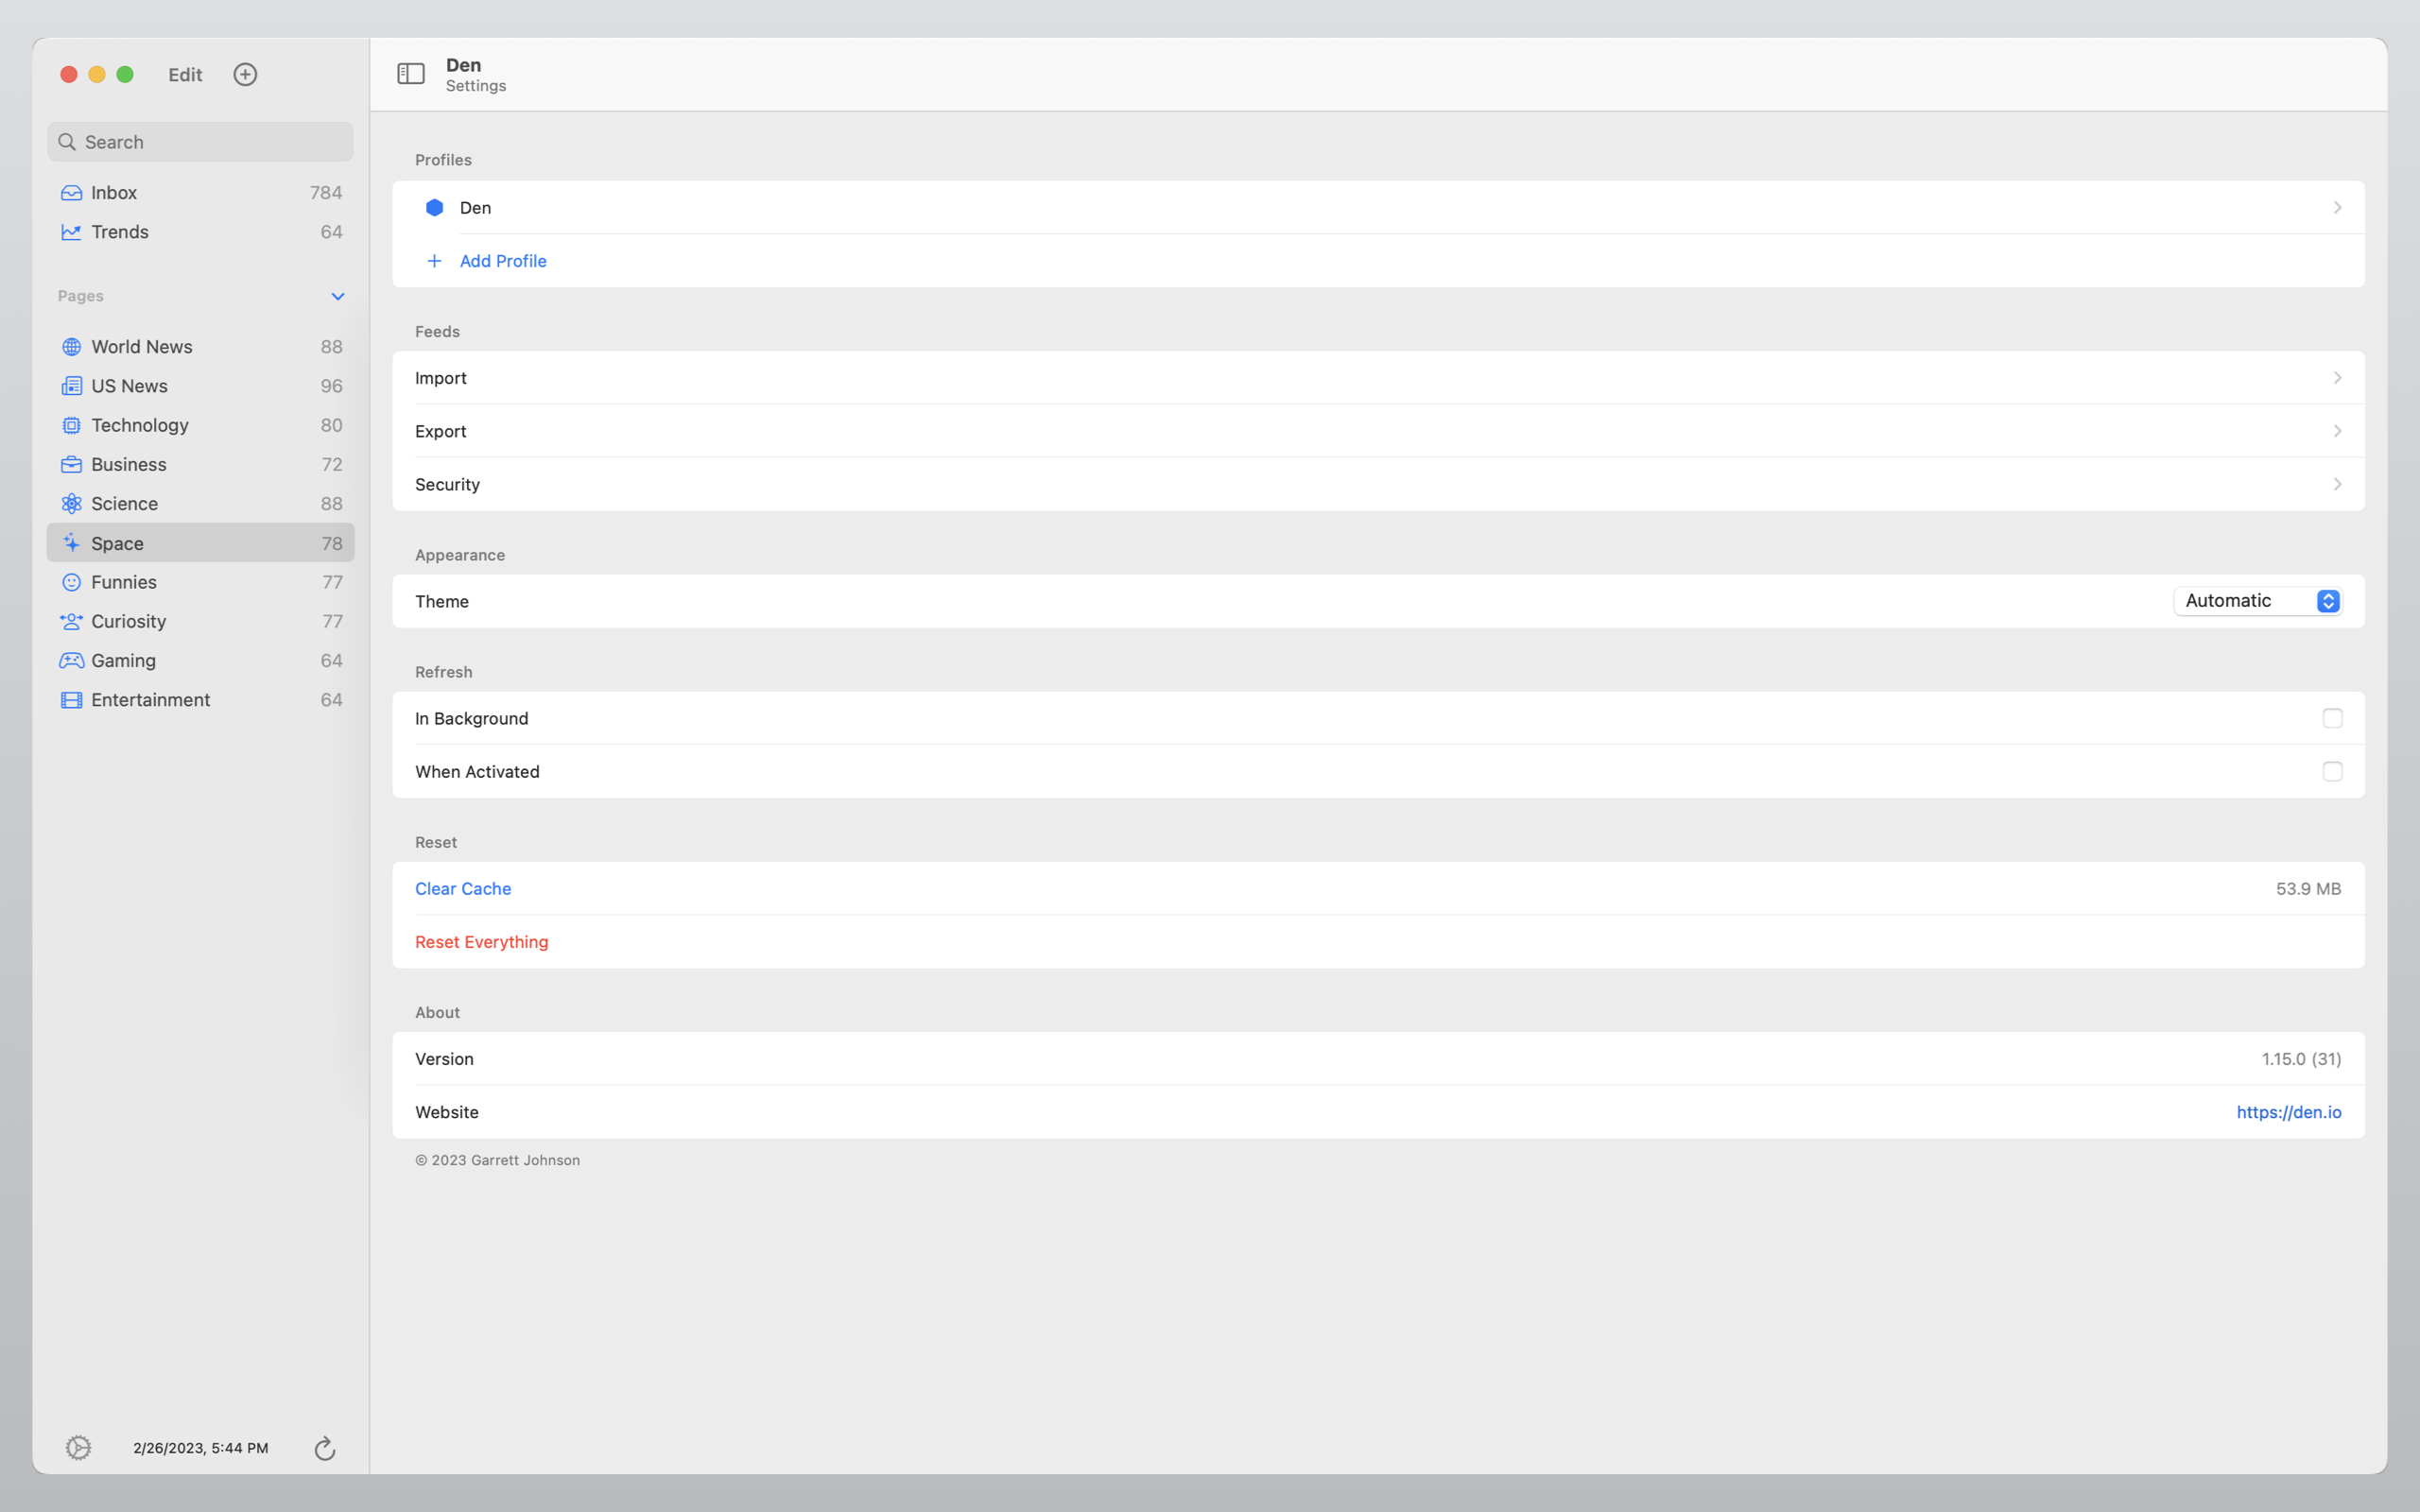 Edit
Search
Inbox 784
Trends 64
Pages
World News 88
US News 96
Technology 80
Business 72
Science 88
Space 78
Funnies 77
Curiosity 77
Gaming 64
Entertainment 64
2/26/2023, 5:44 PM
Den
Settings
Profiles
Den
Add Profile
Feeds
Import
Export
Security
Appearance
Theme Automatic
Refresh
In Background
When Activated
Reset
Clear Cache 53.9 MB
Reset Everything
About
Version 1.15.0 (31)
Website https://den.io
© 2023 Garrett Johnson